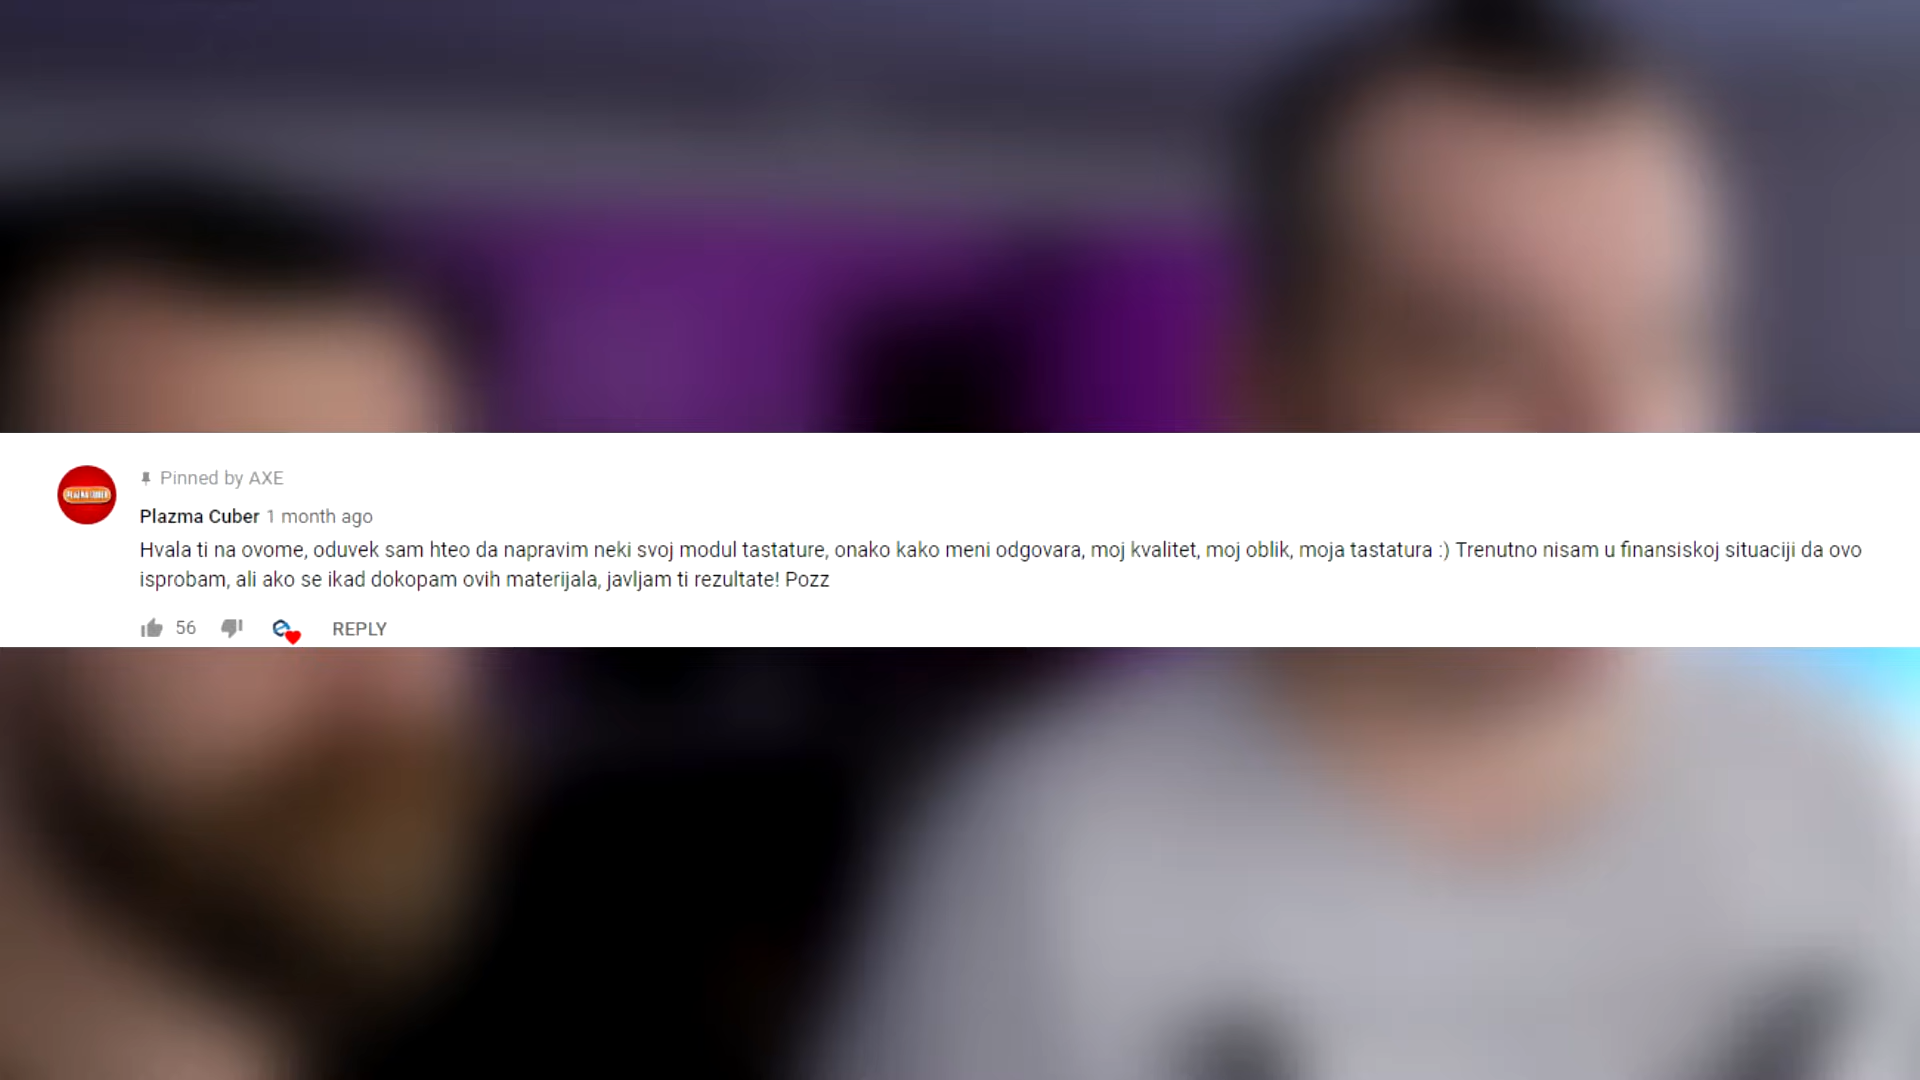 PLAZMA CUBER
Pinned by AXE
Plazma Cuber 1 month ago
Hvala ti na ovome, oduvek sam hteo da napravim neki svoj modul tastature, onako kako meni odgovara, moj kvalitet, moj oblik, moja tastatura :) Trenutno nisam u finansiskoj situaciji da ovo
isprobam, ali ako se ikad dokopam ovih materijala, javljam ti rezultate! Pozz
56 REPLY